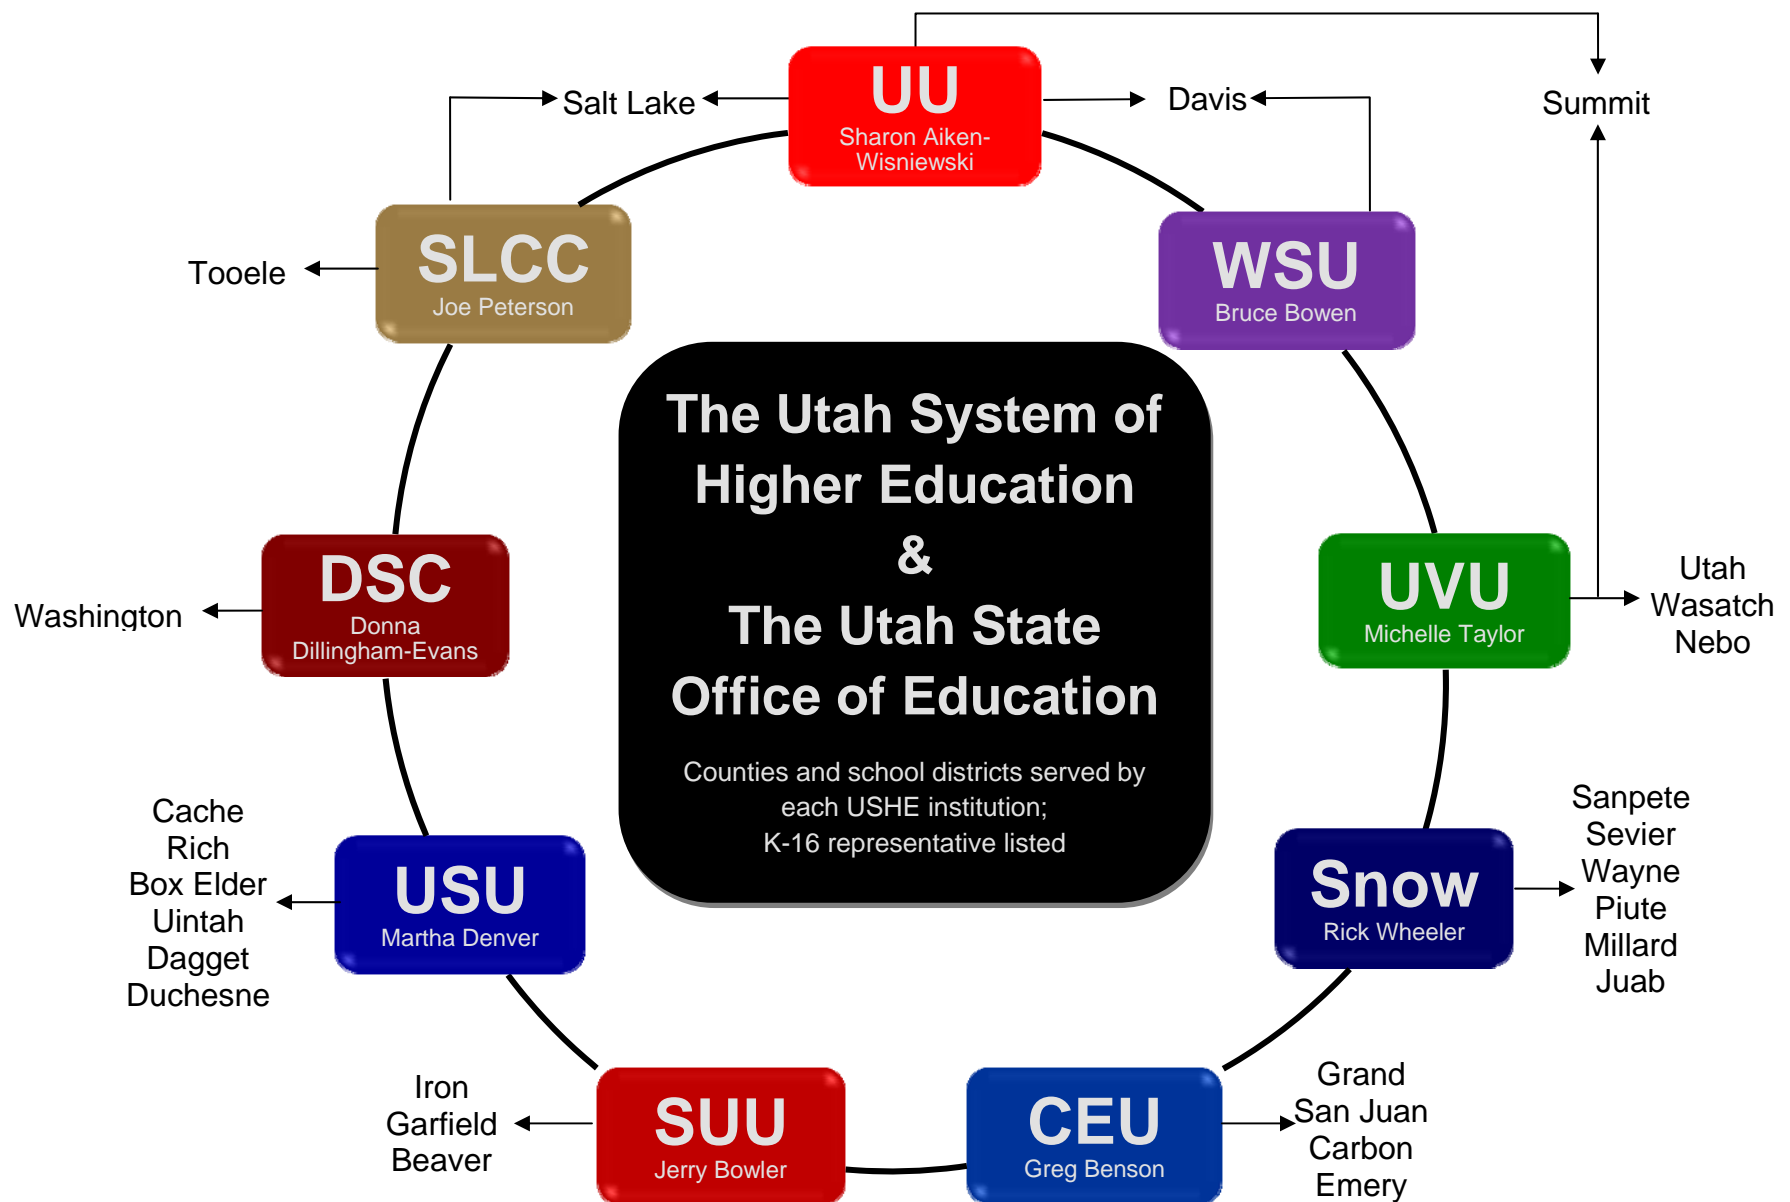 UU
Sharon Aiken-
Wisniewski
Salt Lake
Davis
Summit
SLCC
Joe Peterson
Tooele
WSU
Bruce Bowen
The Utah System of
Higher Education
&
The Utah State
Office of Education
Counties and school districts served by
each USHE institution;
K-16 representative listed
DSC
Donna
Dillingham-Evans
Washington
UVU
Michelle Taylor
Utah
Wasatch
Nebo
USU
Martha Denver
Cache
Rich
Box Elder
Uintah
Dagget
Duchesne
Snow
Rick Wheeler
Sanpete
Sevier
Wayne
Piute
Millard
Juab
SUU
Jerry Bowler
Iron
Garfield
Beaver
CEU
Greg Benson
Grand
San Juan
Carbon
Emery